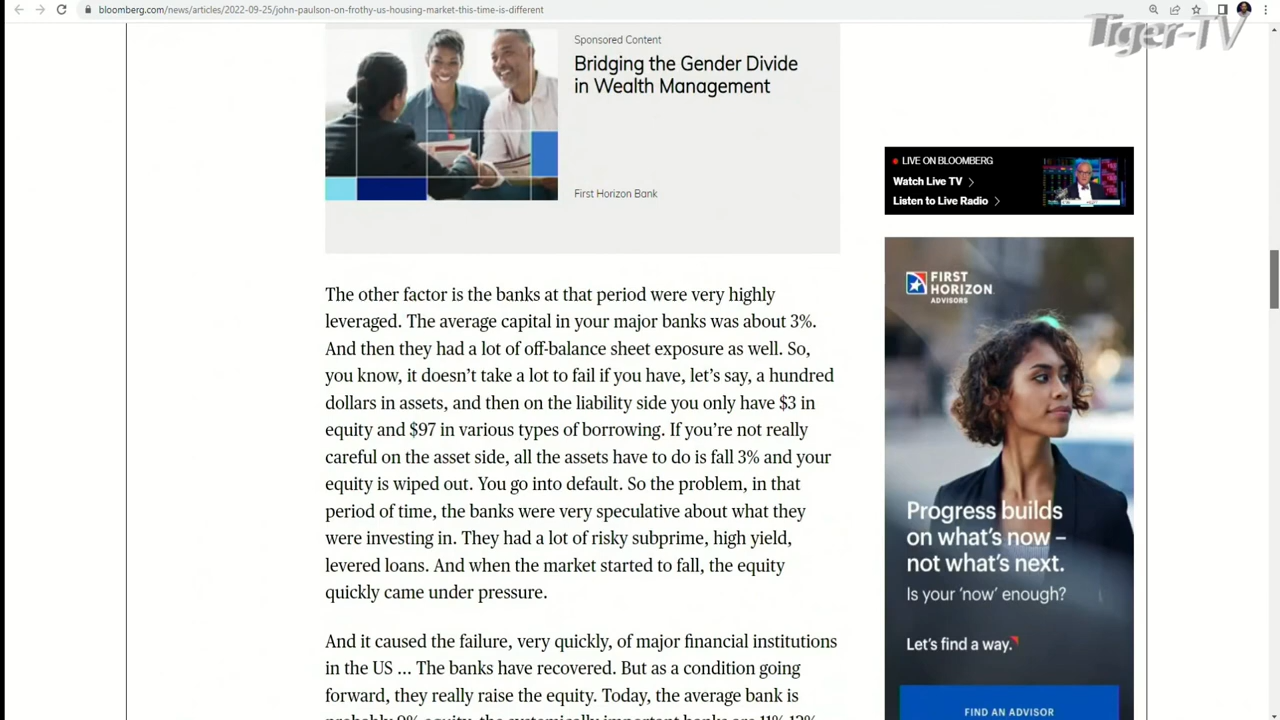 bloomberg.com/news/articles/2022-09-25/john-paulson-on-frothy-us-housing-market-this-time-is-different
Tiger-TV
Sponsored Content
Bridging the Gender Divide
in Wealth Management
First Horizon Bank
LIVE ON BLOOMBERG
Watch Live TV
Listen to Live Radio
The other factor is the banks at that period were very highly
leveraged. The average capital in your major banks was about 3%.
And then they had a lot of off-balance sheet exposure as well. So,
you know, it doesn’t take a lot to fail if you have, let’s say, a hundred
dollars in assets, and then on the liability side you only have $3 in
equity and $97 in various types of borrowing. If you’re not really
careful on the asset side, all the assets have to do is fall 3% and your
equity is wiped out. You go into default. So the problem, in that
period of time, the banks were very speculative about what they
were investing in. They had a lot of risky subprime, high yield,
levered loans. And when the market started to fall, the equity
quickly came under pressure.
And it caused the failure, very quickly, of major financial institutions
in the US ... The banks have recovered. But as a condition going
forward, they really raise the equity. Today, the average bank is
probably 9% equity, the systemically important banks are 11%-12%
FIRST
HORIZON
ADVISORS
Progress builds
on what’s now –
not what’s next.
Is your ‘now’ enough?
Let’s find a way.
FIND AN ADVISOR